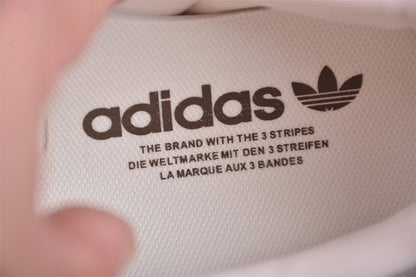 adidas
THE BRAND WITH THE 3 STRIPES
DIE WELTMARKE MIT DEN 3 STREIFEN
LA MARQUE AUX 3 BANDES